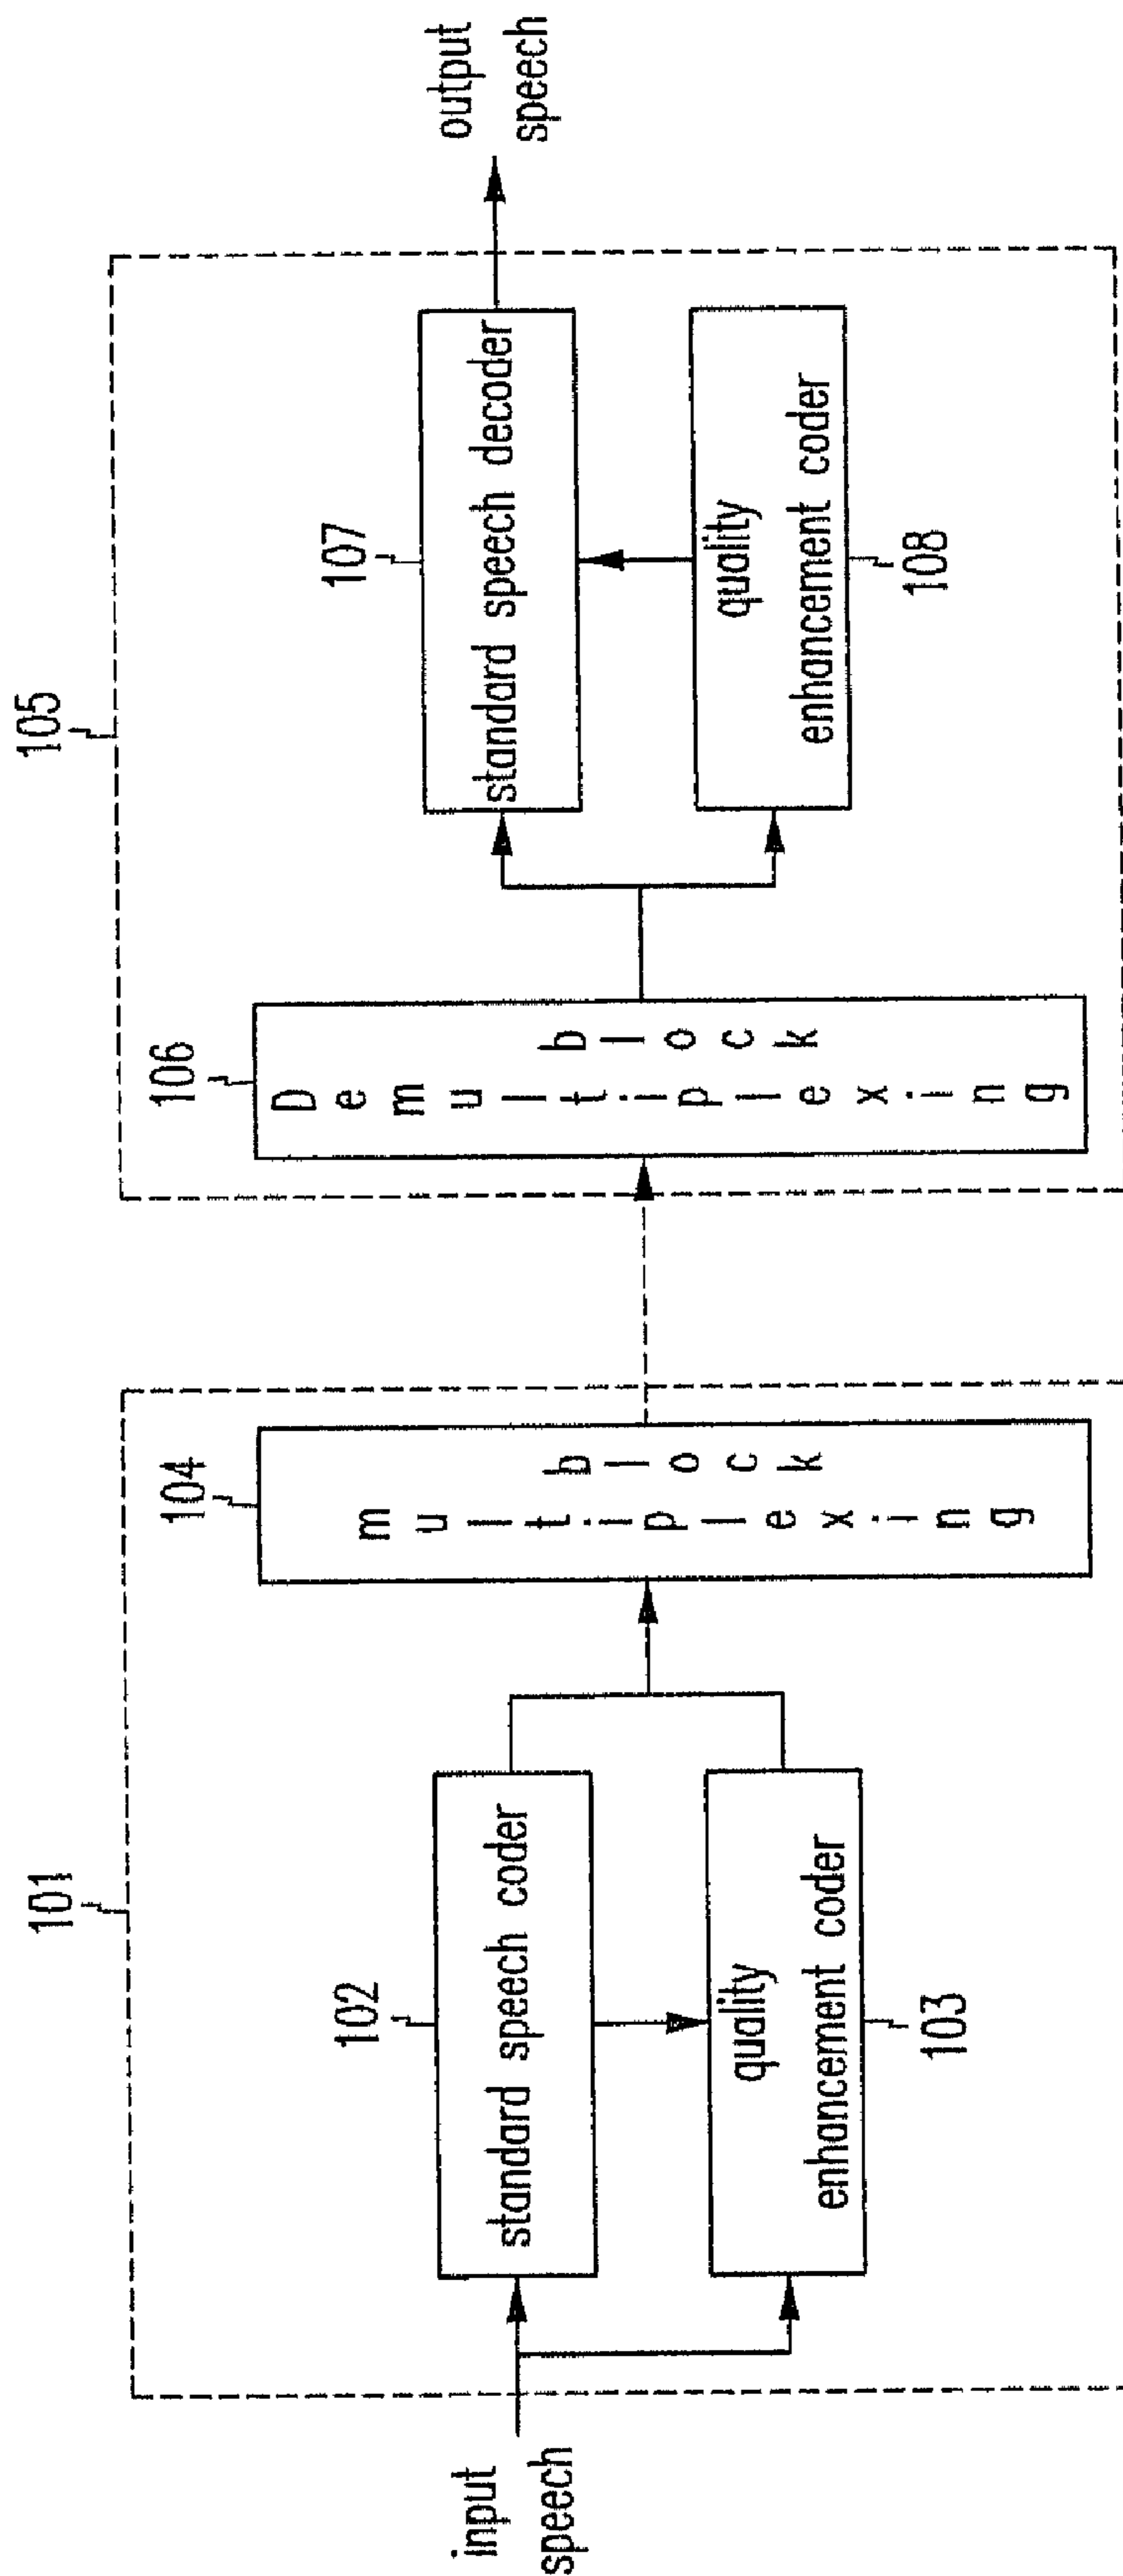 101
105
102
104
106
107
input
speech
standard speech coder
multiplexing
block
Demultiplexing
block
standard speech decoder
output
speech
quality
enhancement coder
quality
enhancement coder
103
108